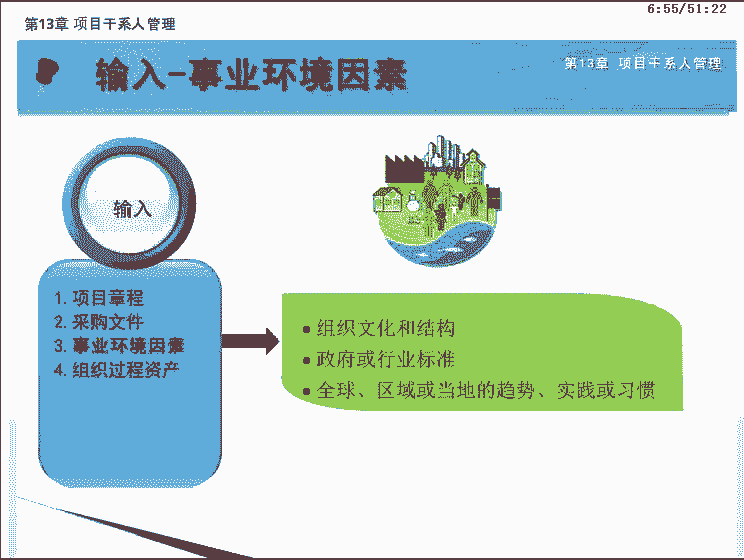 6:55/51:22
第13章 项目干系人管理
输入-事业环境因素
第13章 项目干系人管理
输入
1. 项目章程
2. 采购文件
3. 事业环境因素
4. 组织过程资产
● 组织文化和结构
● 政府或行业标准
● 全球、区域或当地的趋势、实践或习惯